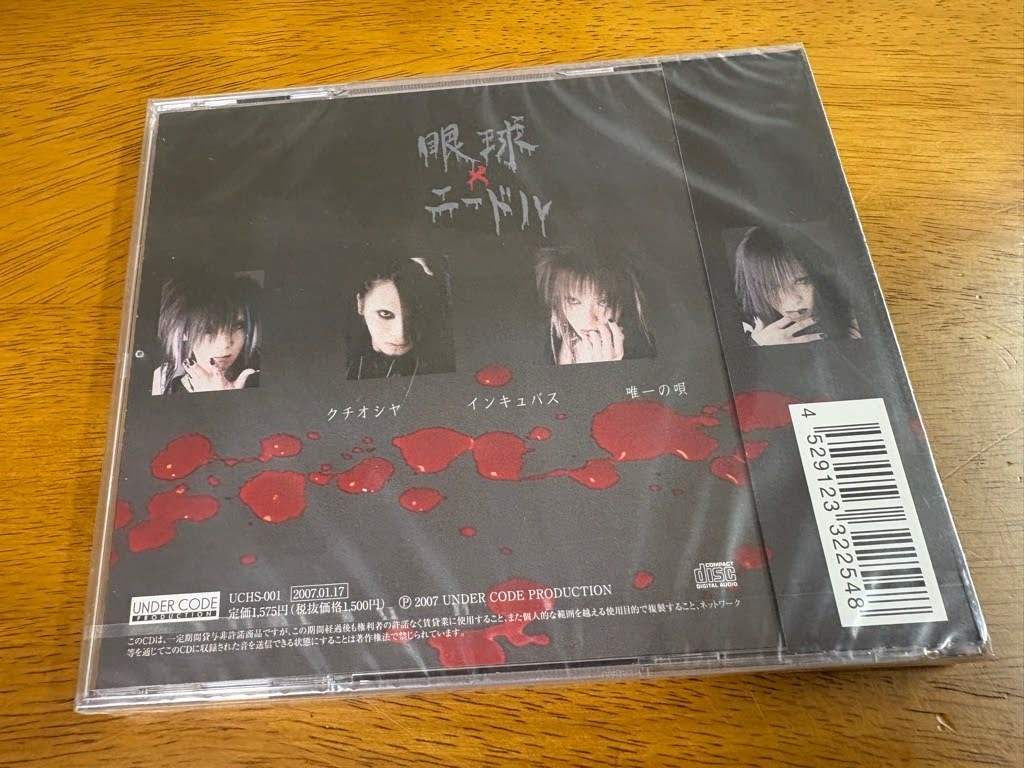 眼球
×
ニードル
クチオシヤ
インキュバス
唯一の唄
4 529123 322548
UNDER CODE
PRODUCTION
UCHS-001 2007.01.17
定価1,575円(税抜価格1,500円) Ⓟ 2007 UNDER CODE PRODUCTION
COMPACT
disc
DIGITAL AUDIO
このCDは、一定期間貸与非許諾商品ですが、この期間経過後も権利者の許諾なく賃貸業に使用すること、また個人的な範囲を越える使用目的で複製すること、ネットワーク
等を通じてこのCDに収録された音を送信できる状態にすることは著作権法で禁じられています。